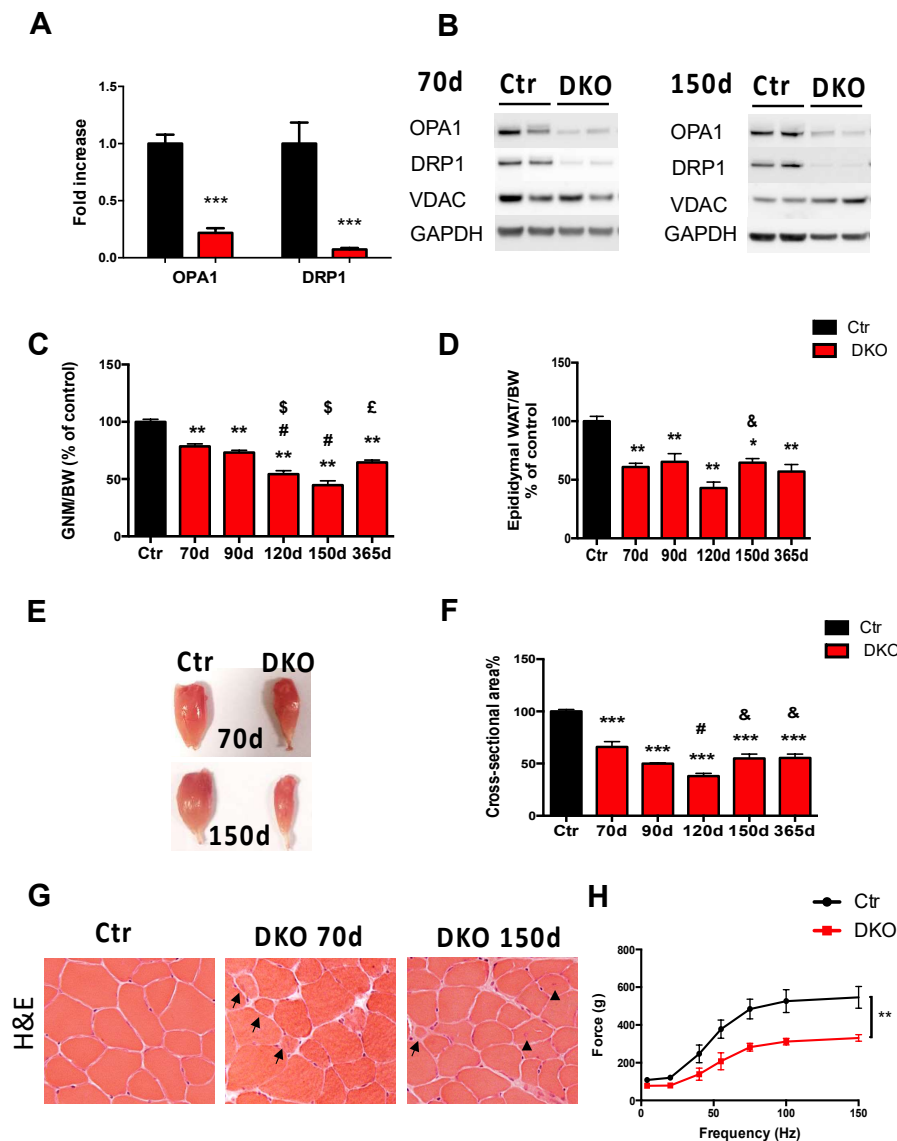 A
Fold increase
1.5
1.0
0.5
0.0
***
***
OPA1 DRP1
B
70d Ctr DKO
OPA1
DRP1
VDAC
GAPDH
150d Ctr DKO
OPA1
DRP1
VDAC
GAPDH
Ctr
DKO
C
GNM/BW (% of control)
150
100
50
0
** ** $ # ** $ # ** £ **
Ctr 70d 90d 120d 150d 365d
D
Epididymal WAT/BW
% of control
150
100
50
0
** ** ** & * **
Ctr 70d 90d 120d 150d 365d
E
Ctr DKO
70d
150d
F
Ctr
DKO
Cross-sectional area%
150
100
50
0
*** *** # *** & *** & ***
Ctr 70d 90d 120d 150d 365d
G
Ctr DKO 70d DKO 150d
H&E
H
Ctr
DKO
Force (g)
800
600
400
200
0
**
50 100 150
Frequency (Hz)